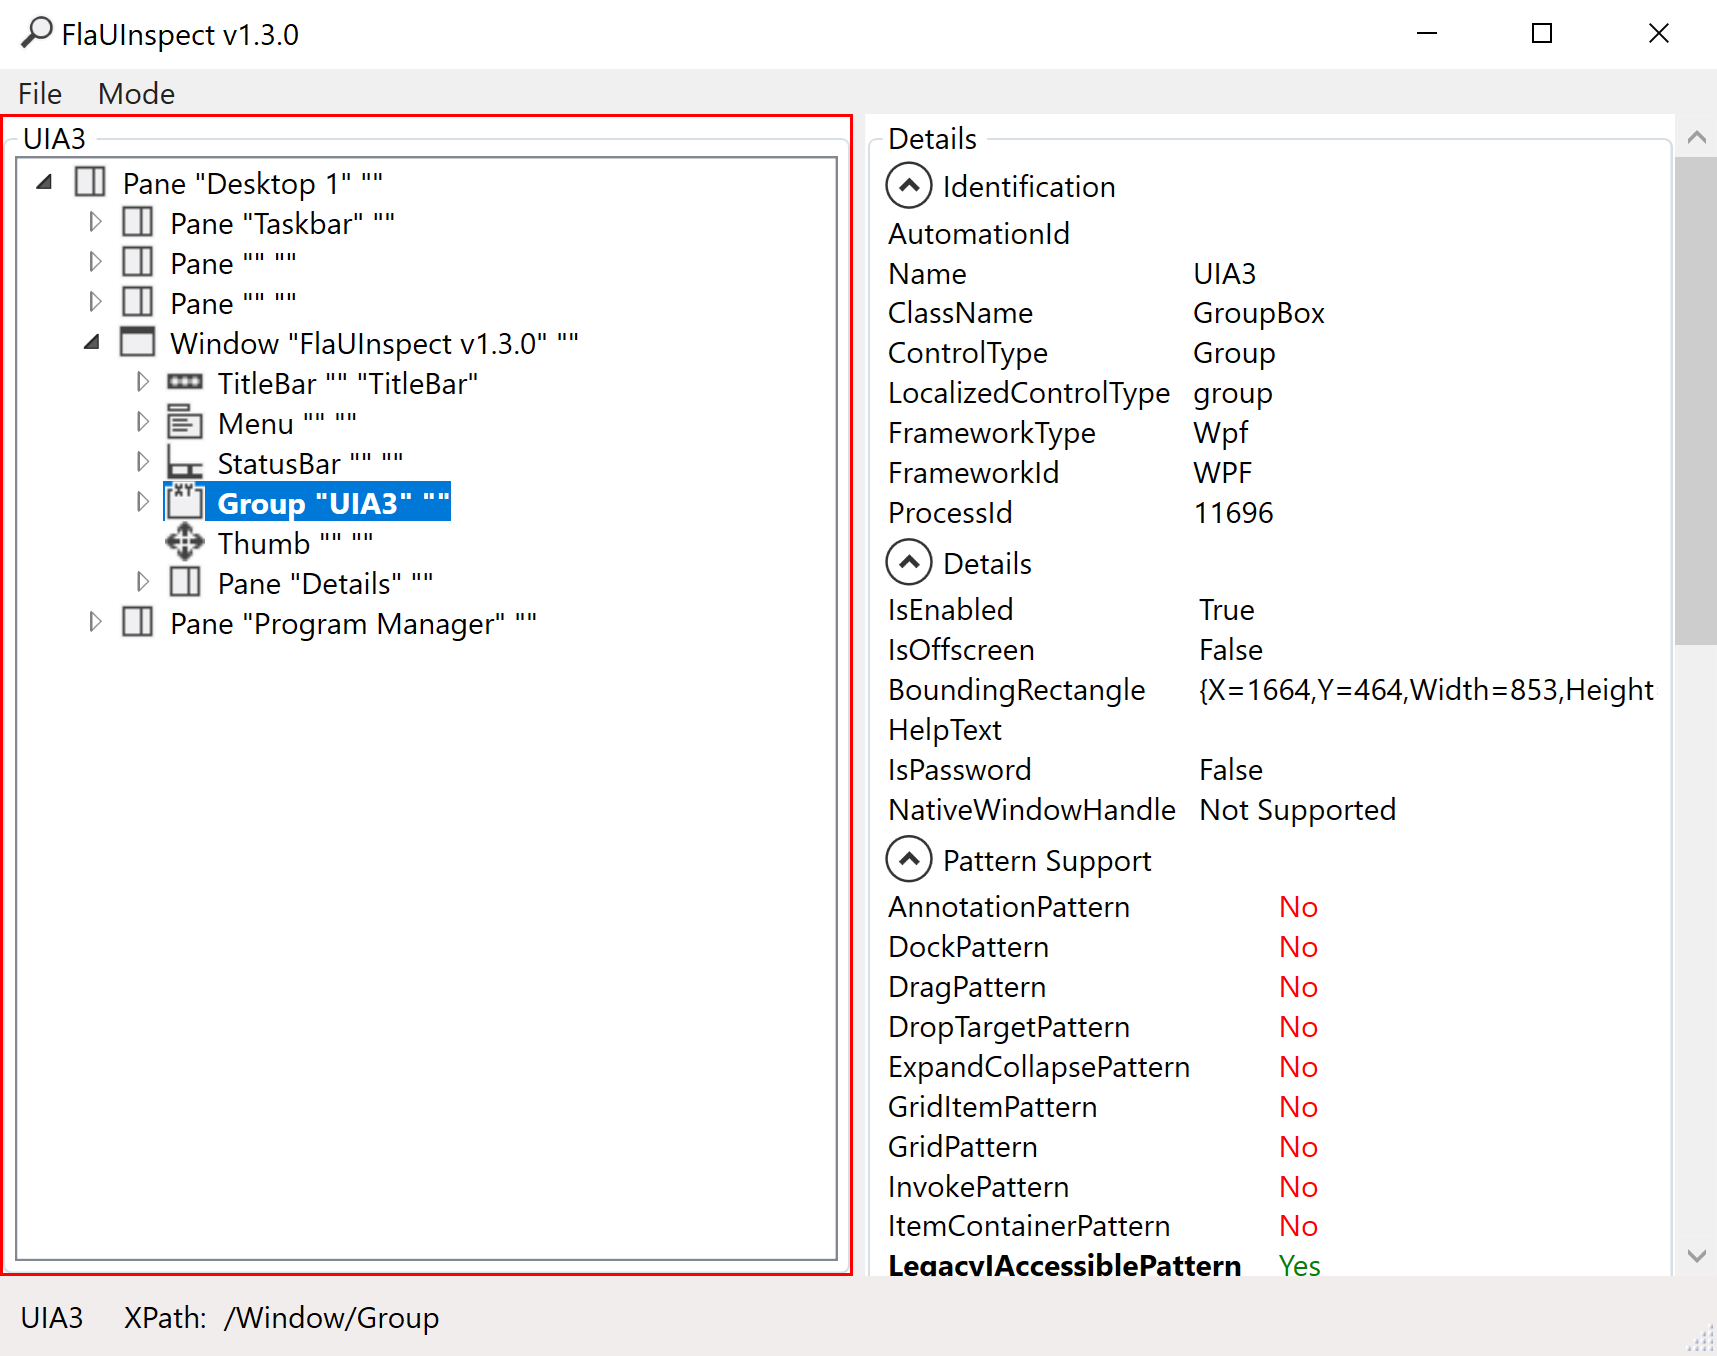 FlaUInspect v1.3.0
File Mode
UIA3
Pane "Desktop 1" ""
Pane "Taskbar" ""
Pane "" ""
Pane "" ""
Window "FlaUInspect v1.3.0" ""
TitleBar "" "TitleBar"
Menu "" ""
StatusBar "" ""
Group "UIA3" ""
Thumb "" ""
Pane "Details" ""
Pane "Program Manager" ""
Details
Identification
AutomationId
Name UIA3
ClassName GroupBox
ControlType Group
LocalizedControlType group
FrameworkType Wpf
FrameworkId WPF
ProcessId 11696
Details
IsEnabled True
IsOffscreen False
BoundingRectangle {X=1664,Y=464,Width=853,Height
HelpText
IsPassword False
NativeWindowHandle Not Supported
Pattern Support
AnnotationPattern No
DockPattern No
DragPattern No
DropTargetPattern No
ExpandCollapsePattern No
GridItemPattern No
GridPattern No
InvokePattern No
ItemContainerPattern No
LegacyIAccessiblePattern Yes
UIA3 XPath: /Window/Group